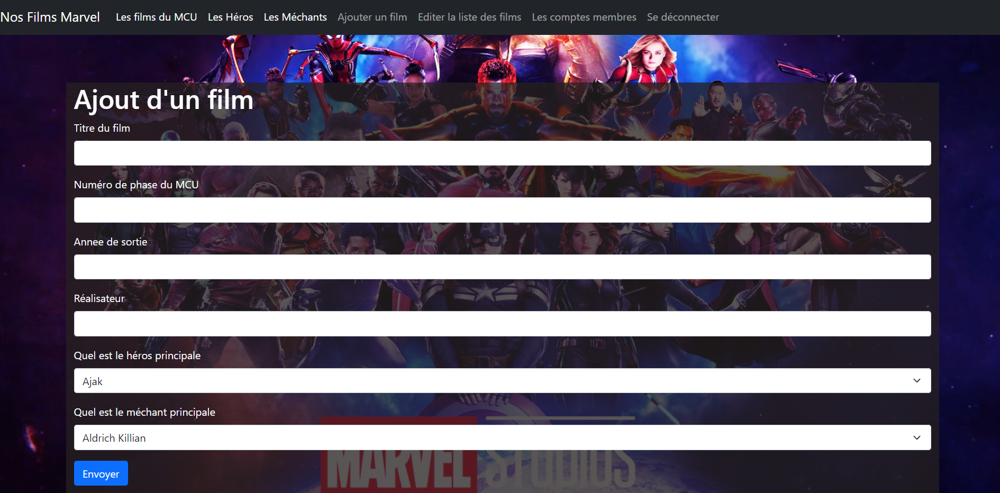 Nos Films Marvel Les films du MCU Les Héros Les Méchants Ajouter un film Editer la liste des films Les comptes membres Se déconnecter
Ajout d'un film
Titre du film
Numéro de phase du MCU
Annee de sortie
Réalisateur
Quel est le héros principale
Ajak
Quel est le méchant principale
Aldrich Killian
MARVEL STUDIOS
Envoyer